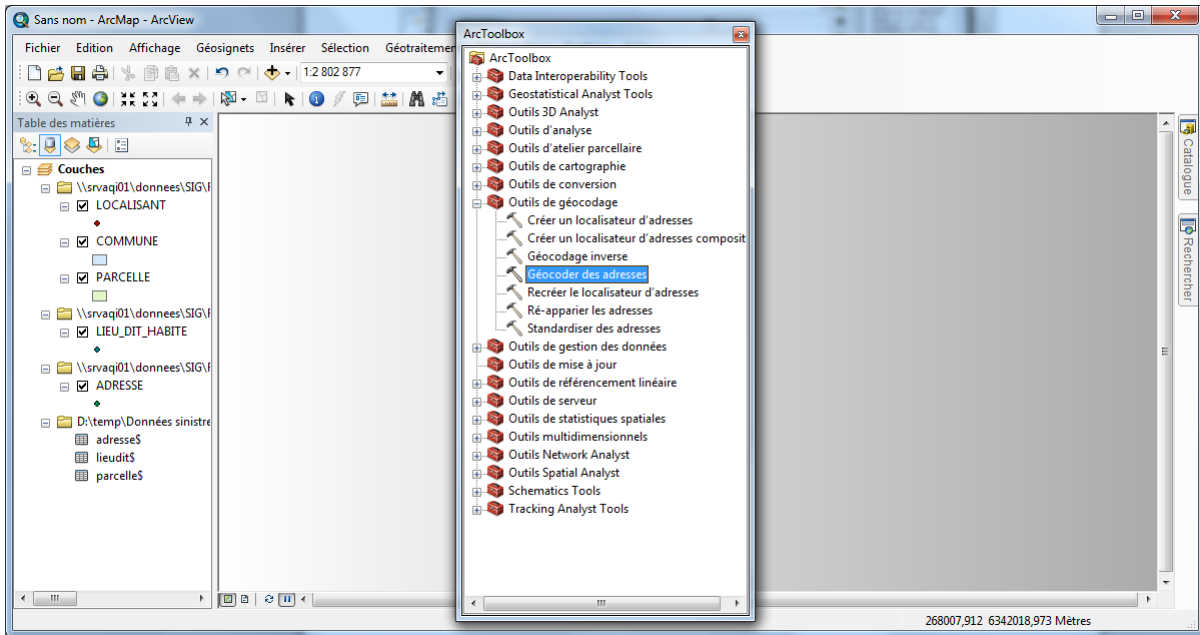 Sans nom - ArcMap - ArcView
Fichier Edition Affichage Géosignets Insérer Sélection Géotraitemen
1:2 802 877
Table des matières
Couches
\\srvaqi01\donnees\SIG\F
LOCALISANT
COMMUNE
PARCELLE
\\srvaqi01\donnees\SIG\F
LIEU_DIT_HABITE
\\srvaqi01\donnees\SIG\F
ADRESSE
D:\temp\Données sinistre
adresse$
lieudit$
parcelle$
ArcToolbox
ArcToolbox
Data Interoperability Tools
Geostatistical Analyst Tools
Outils 3D Analyst
Outils d'analyse
Outils d'atelier parcellaire
Outils de cartographie
Outils de conversion
Outils de géocodage
Créer un localisateur d'adresses
Créer un localisateur d'adresses composit
Géocodage inverse
Géocoder des adresses
Recréer le localisateur d'adresses
Ré-apparier les adresses
Standardiser des adresses
Outils de gestion des données
Outils de mise à jour
Outils de référencement linéaire
Outils de serveur
Outils de statistiques spatiales
Outils multidimensionnels
Outils Network Analyst
Outils Spatial Analyst
Schematics Tools
Tracking Analyst Tools
Catalogue
Rechercher
268007,912 6342018,973 Mètres